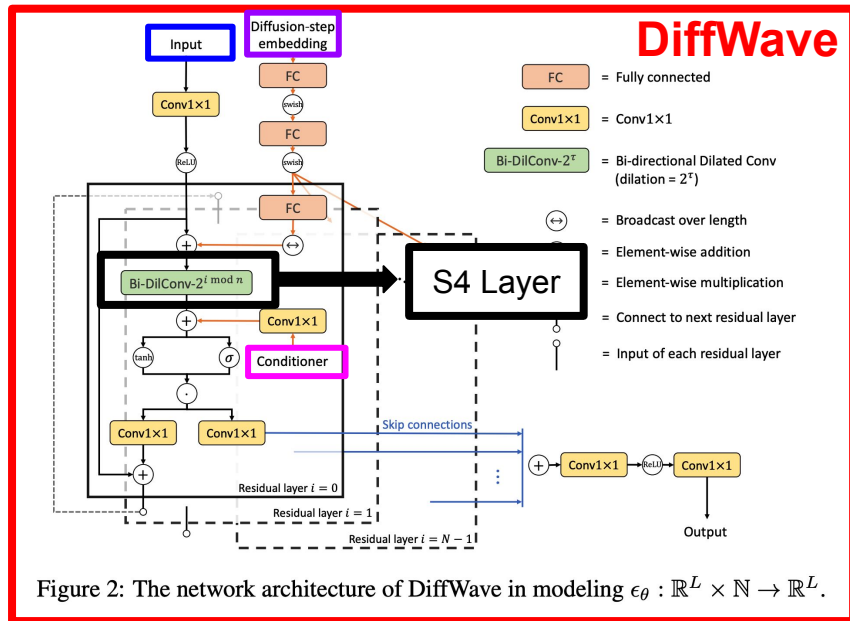 DiffWave
Input
Diffusion-step
embedding
FC
= Fully connected
Conv1×1
swish
Conv1×1
= Conv1×1
FC
ReLU
swish
Bi-DilConv-2^τ
= Bi-directional Dilated Conv
(dilation = 2^τ)
FC
+
↔
↔
= Broadcast over length
= Element-wise addition
Bi-DilConv-2^{i mod n}
S4 Layer
= Element-wise multiplication
+
Conv1×1
= Connect to next residual layer
tanh
σ
Conditioner
= Input of each residual layer
·
Conv1×1
Conv1×1
Skip connections
+
Conv1×1
ReLU
Conv1×1
+
Residual layer i = 0
Residual layer i = 1
Output
Residual layer i = N − 1
Figure 2: The network architecture of DiffWave in modeling ϵ_θ : ℝ^L × ℕ → ℝ^L.